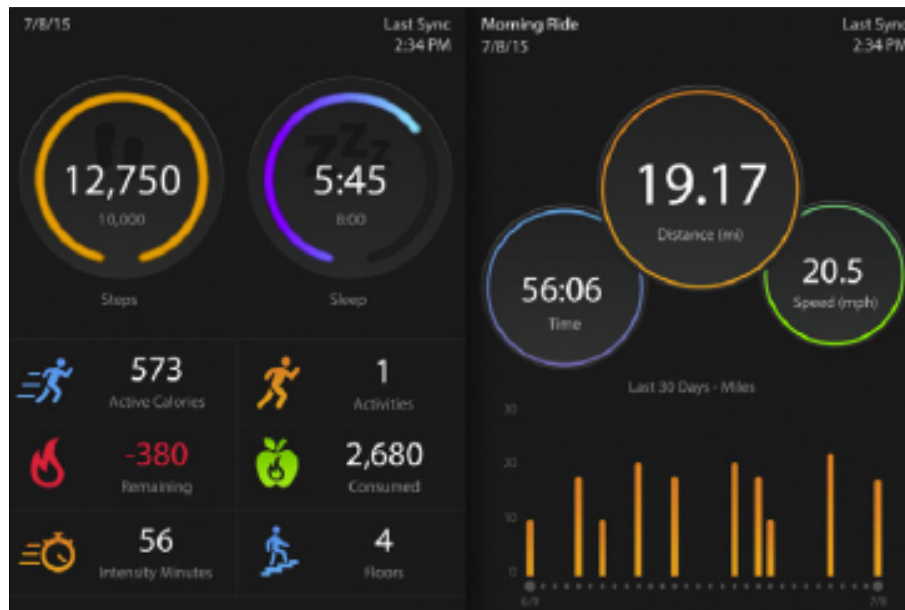 7/8/15
Last Sync
2:34 PM
12,750
10,000
Steps
zzz
5:45
8:00
Sleep
573
Active Calories
1
Activities
-380
Remaining
2,680
Consumed
56
Intensity Minutes
4
Floors
Morning Ride
7/8/15
Last Sync
2:34 PM
19.17
Distance (mi)
56:06
Time
20.5
Speed (mph)
Last 30 Days - Miles
30
20
10
0
6/9
7/8